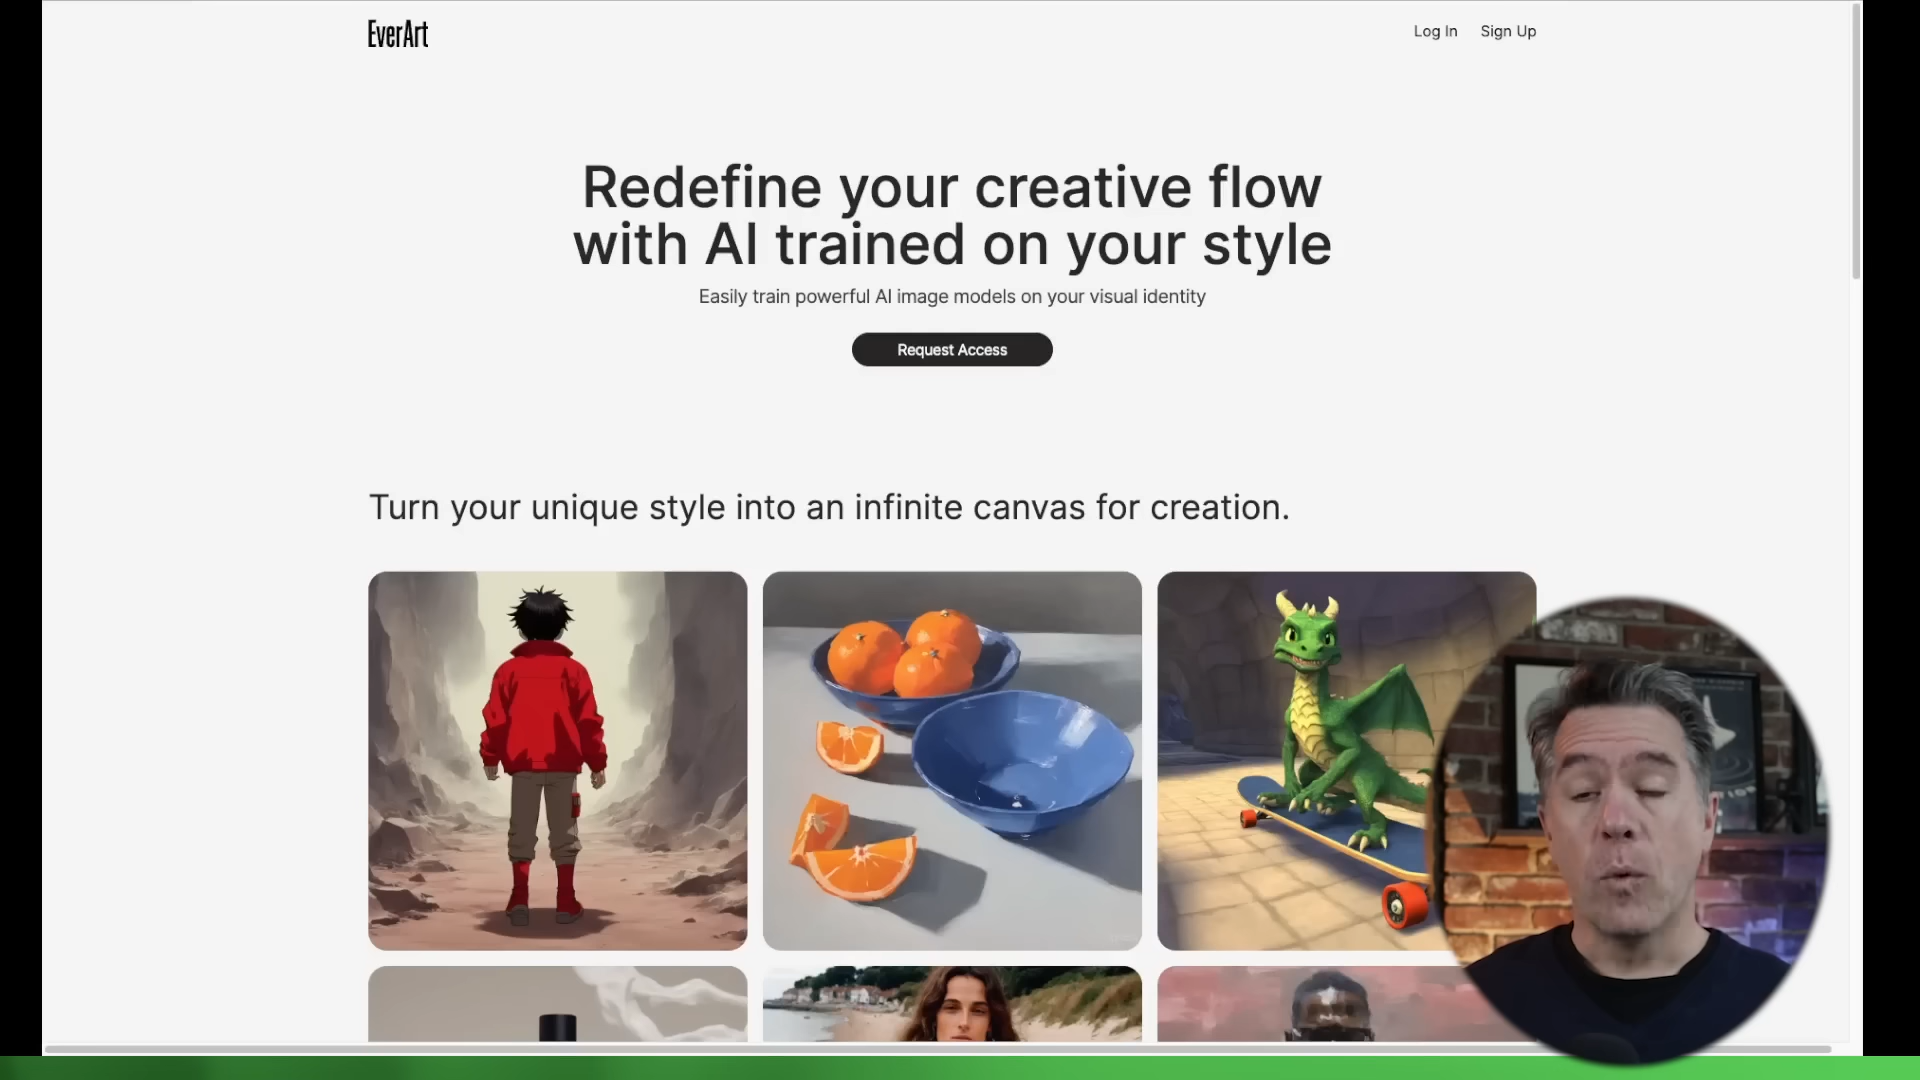 EverArt
Log In
Sign Up
Redefine your creative flow
with AI trained on your style
Easily train powerful AI image models on your visual identity
Request Access
Turn your unique style into an infinite canvas for creation.